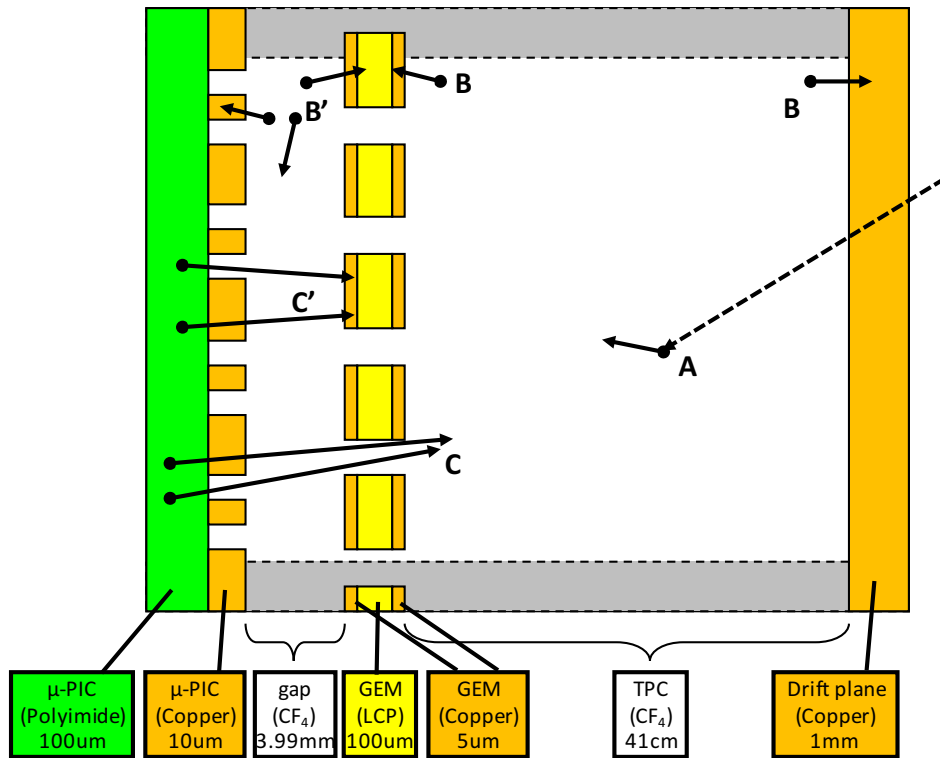 B
B’
B
A
C’
C
μ-PIC
(Polyimide)
100um
μ-PIC
(Copper)
10um
gap
(CF₄)
3.99mm
GEM
(LCP)
100um
GEM
(Copper)
5um
TPC
(CF₄)
41cm
Drift plane
(Copper)
1mm